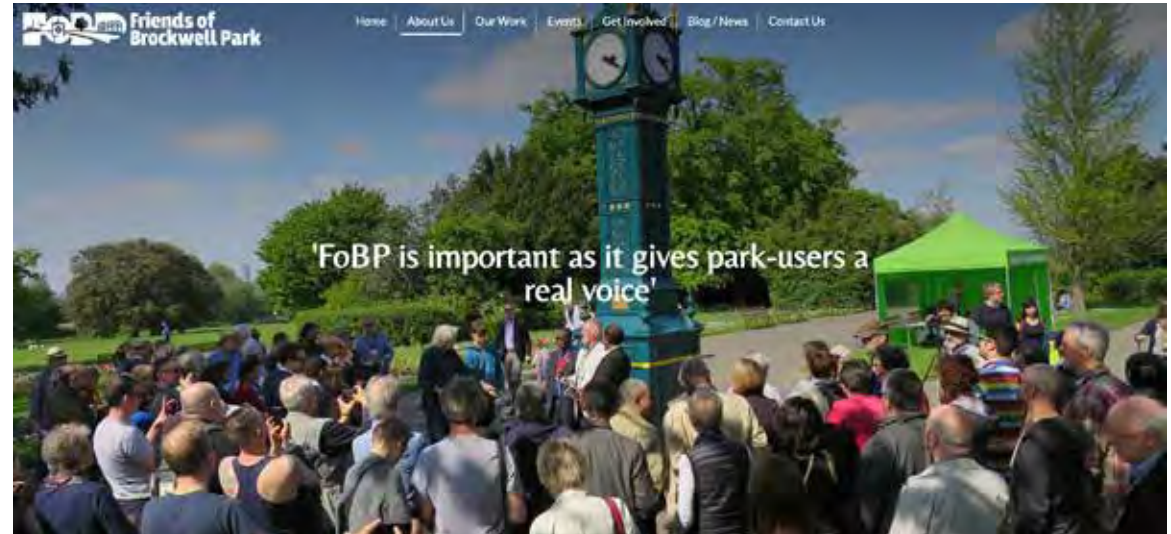 FoBP
Friends of
Brockwell Park
Home
About Us
Our Work
Events
Get Involved
Blog / News
Contact Us
'FoBP is important as it gives park-users a
real voice'